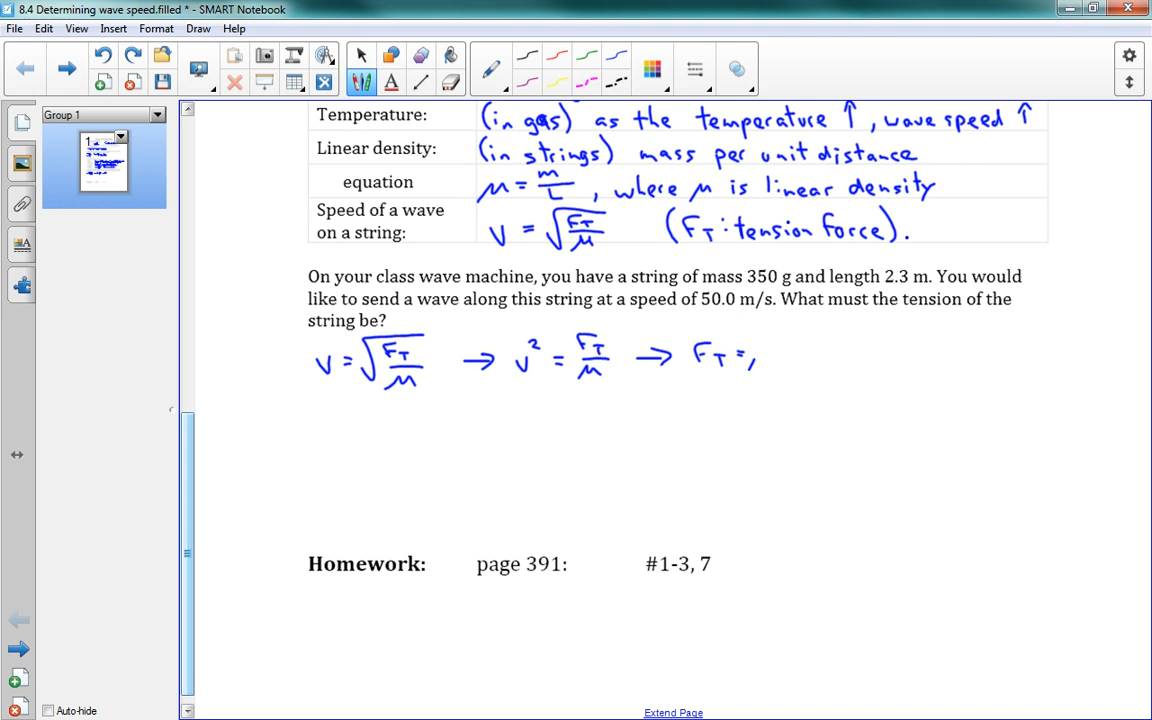 8.4 Determining wave speed.filled * - SMART Notebook
File Edit View Insert Format Draw Help
Group 1
1
Temperature: (in gas) as the temperature ↑, wave speed ↑
Linear density: (in strings) mass per unit distance
equation μ = m/L , where μ is linear density
Speed of a wave
on a string: v = √(F_T/μ) (F_T : tension force).
On your class wave machine, you have a string of mass 350 g and length 2.3 m. You would
like to send a wave along this string at a speed of 50.0 m/s. What must the tension of the
string be?
v = √(F_T/μ) → v² = F_T/μ → F_T =
Homework: page 391: #1-3, 7
Auto-hide
Extend Page